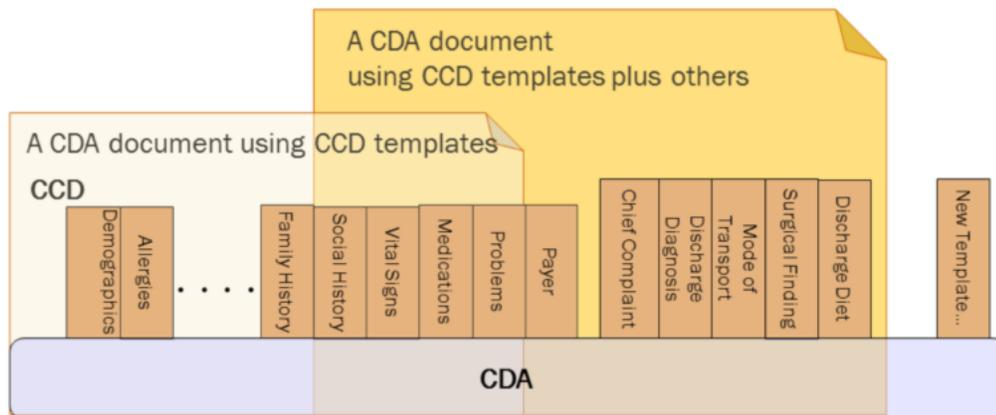 A CDA document
using CCD templates plus others
A CDA document using CCD templates
CCD
Demographics
Allergies
. . . .
Family History
Social History
Vital Signs
Medications
Problems
Payer
Chief Complaint
Discharge
Diagnosis
Mode of
Transport
Surgical Finding
Discharge Diet
New Template...
CDA